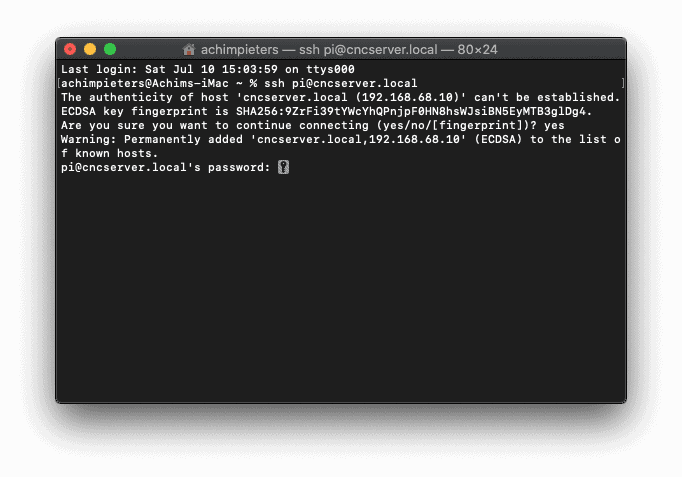 achimpieters — ssh pi@cncserver.local — 80×24
Last login: Sat Jul 10 15:03:59 on ttys000
[achimpieters@Achims-iMac ~ % ssh pi@cncserver.local ]
The authenticity of host 'cncserver.local (192.168.68.10)' can't be established.
ECDSA key fingerprint is SHA256:9ZrFi39tYWcYhQPnjpF0HN8hsWJsiBN5EyMTB3glDg4.
Are you sure you want to continue connecting (yes/no/[fingerprint])? yes
Warning: Permanently added 'cncserver.local,192.168.68.10' (ECDSA) to the list o
f known hosts.
pi@cncserver.local's password: